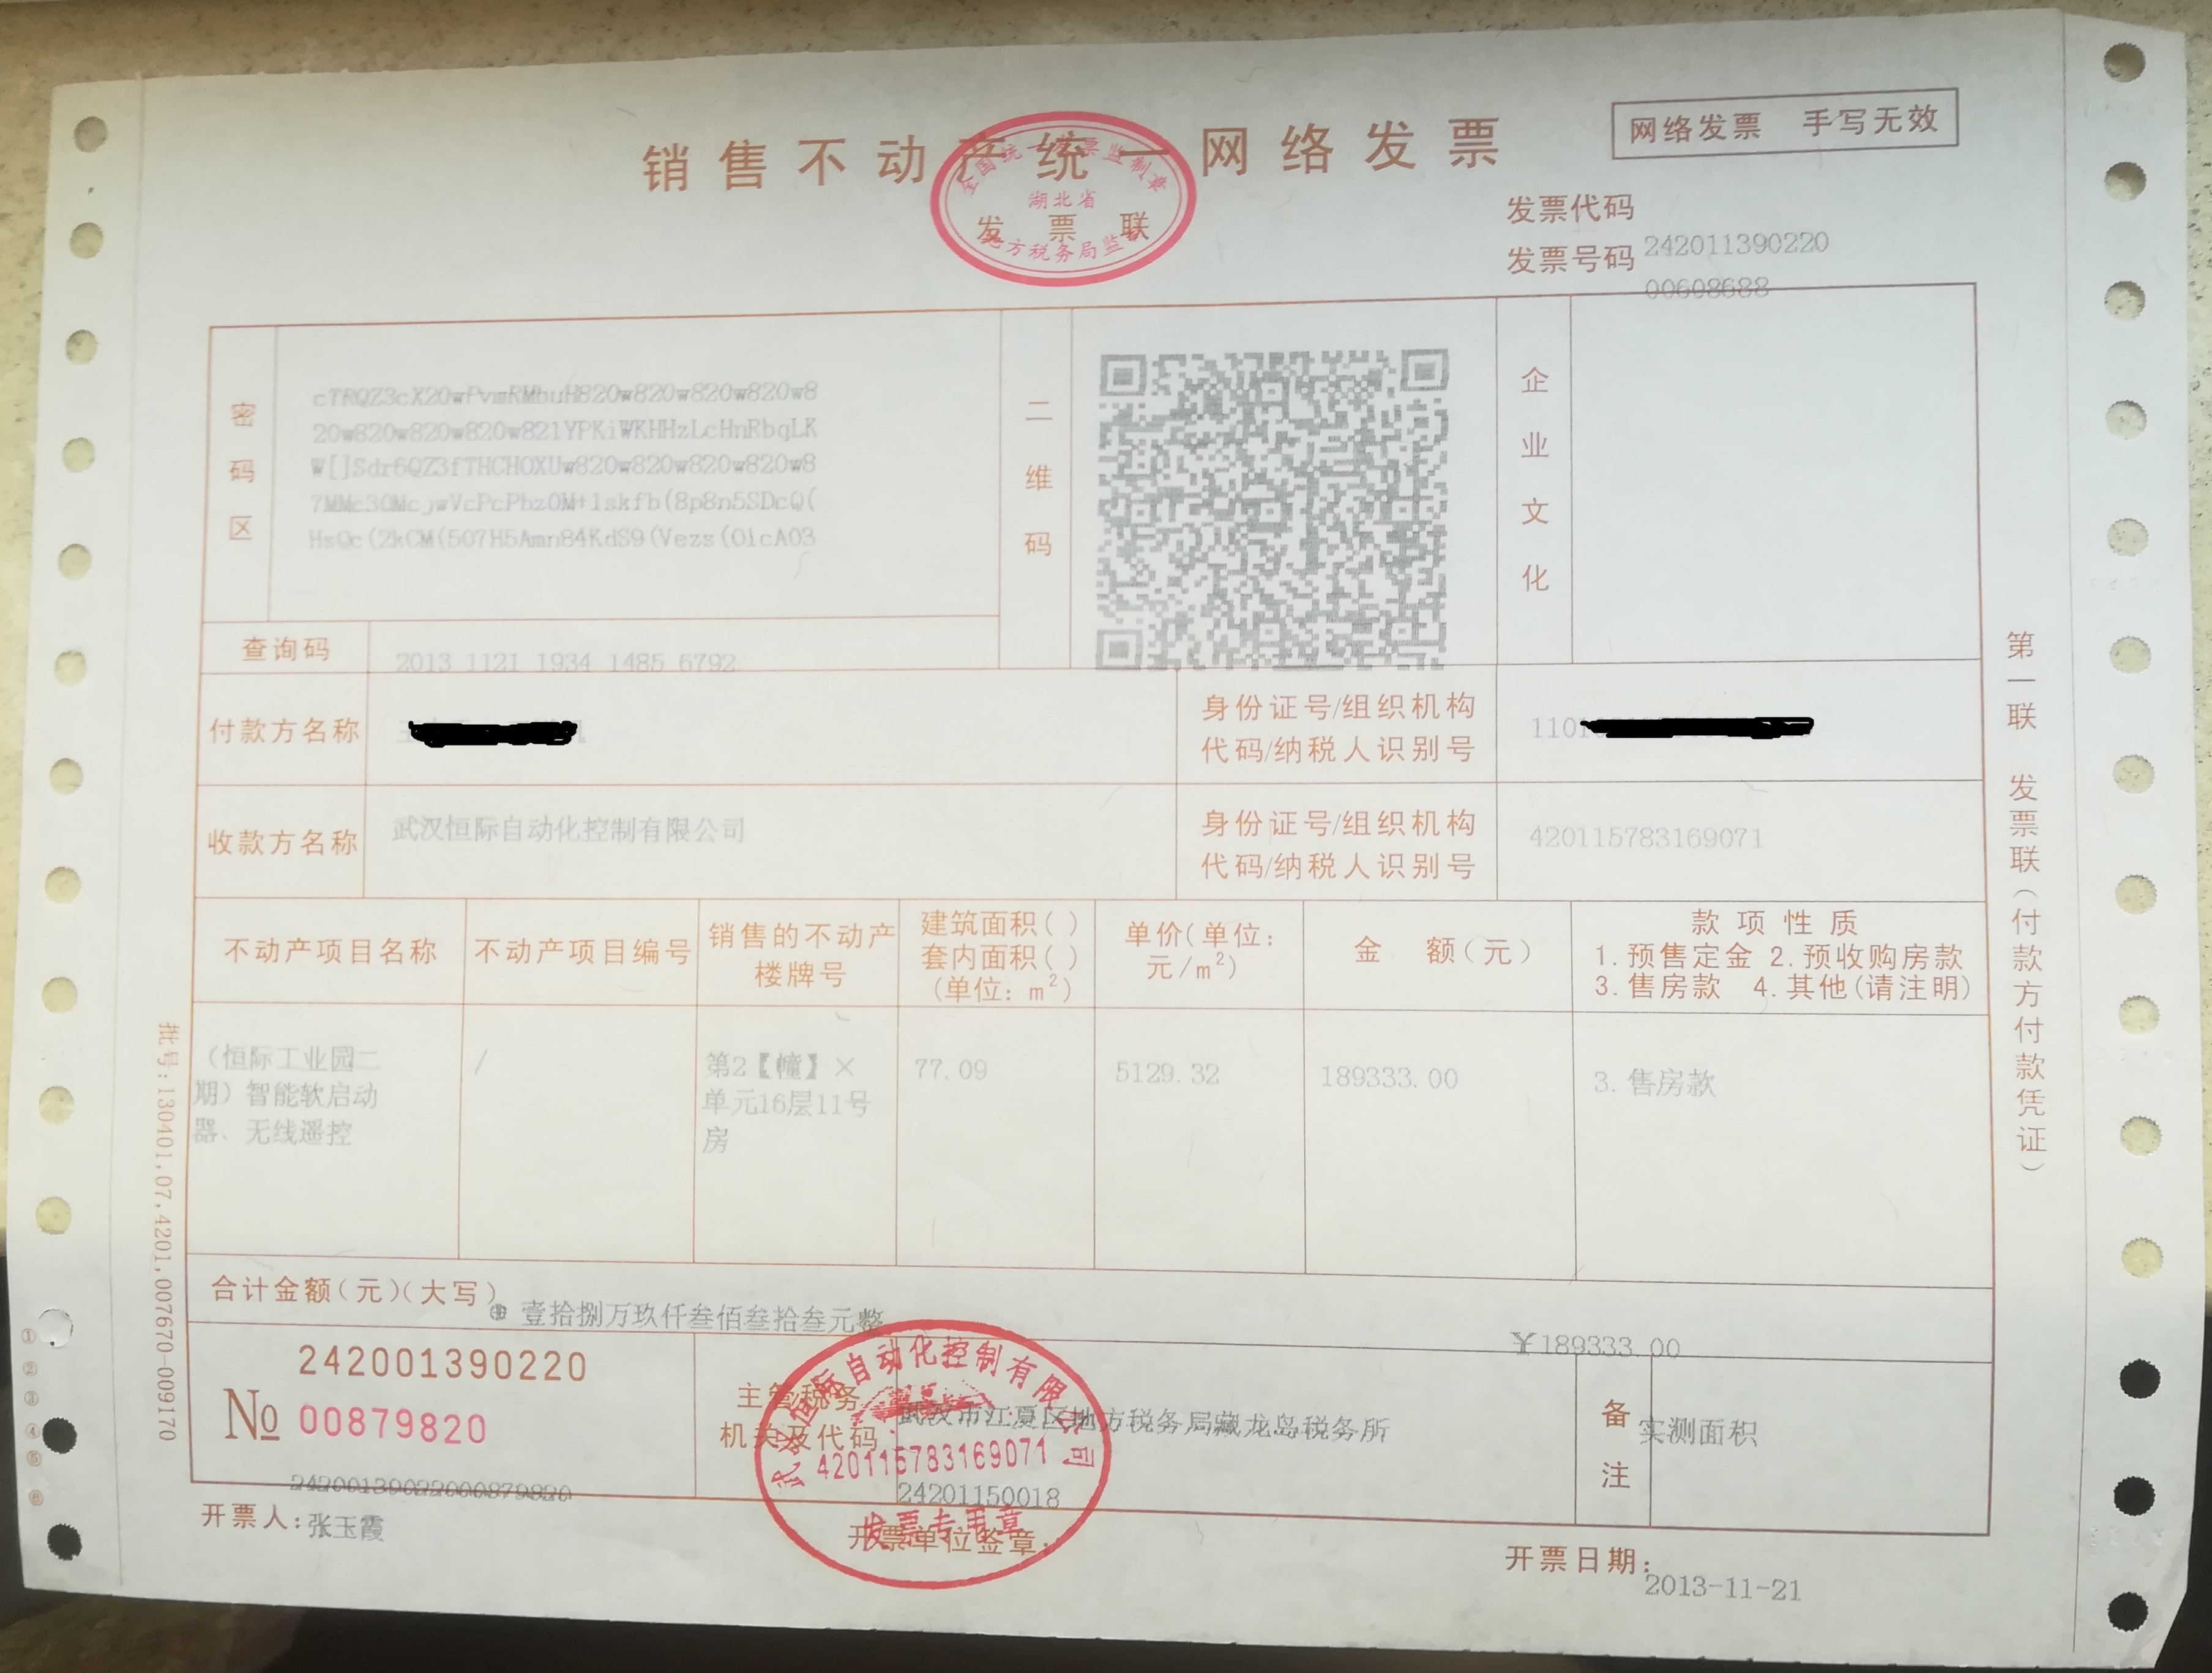 销售不动产统一网络发票
网络发票 手写无效
全国统一发票监制章
湖北省
发票联
地方税务局监
发票代码
242011390220
发票号码
00608688
密码区
20w820w820w820w821YPKiWKHHzLcHnRbqLK
二维码
企业文化
查询码
2013 1121 1934 1485 6792
付款方名称
身份证号/组织机构
代码/纳税人识别号
1101
收款方名称
武汉恒际自动化控制有限公司
身份证号/组织机构
代码/纳税人识别号
420115783169071
不动产项目名称
不动产项目编号
销售的不动产
楼牌号
建筑面积( )
套内面积( )
(单位: m²)
单价(单位:
元/m²)
金 额(元)
款项性质
1.预售定金 2.预收购房款
3.售房款 4.其他(请注明)
(恒际工业园二
期)智能软启动
器、无线遥控
/
第2【幢】×
单元16层11号
房
77.09
5129.32
189333.00
3. 售房款
合计金额(元)(大写)
壹拾捌万玖仟叁佰叁拾叁元整
¥189333.00
242001390220
№ 00879820
24200139022000879820
主管税务
机关及代码
武汉市江夏区地方税务局藏龙岛税务所
24201150018
武汉恒际自动化控制有限公司
420115783169071
发票专用章
备注
实测面积
开票人:张玉霞
开票单位签章:
开票日期:
2013-11-21
第一联 发票联(付款方付款凭证)
批号:130401,07,4201,007670-009170